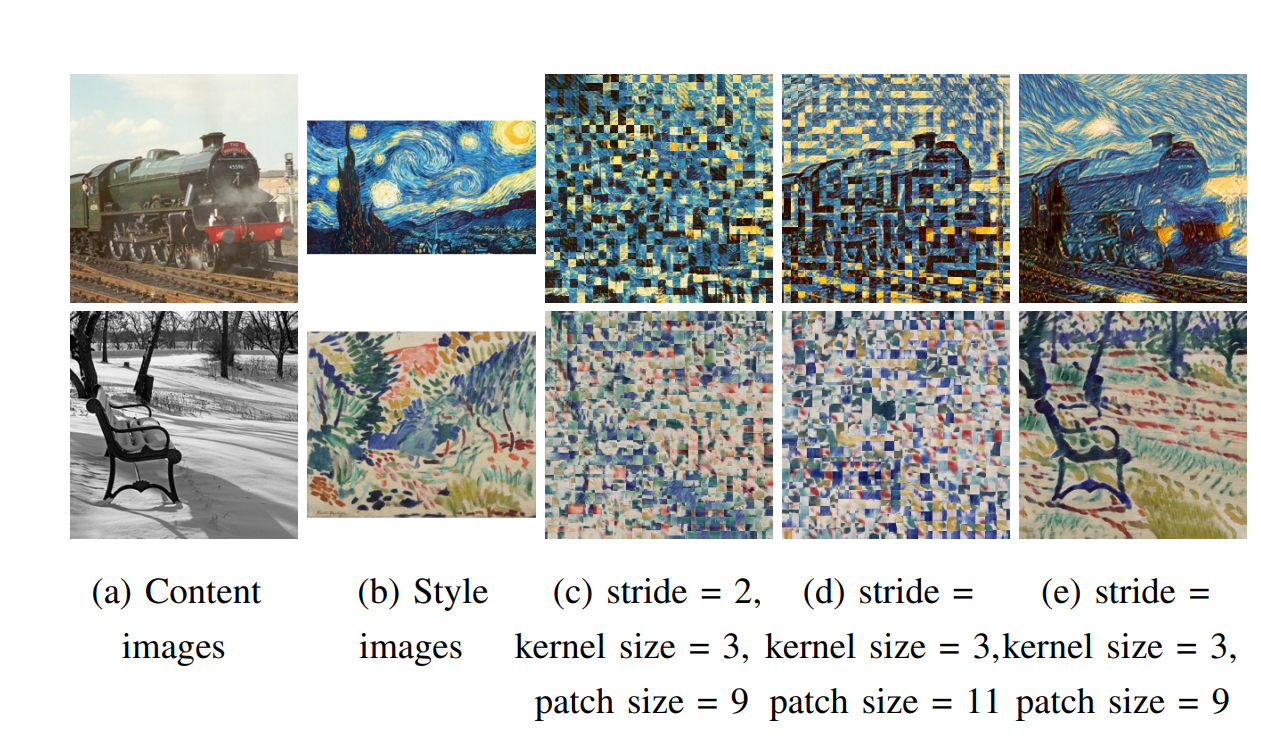 (a) Content
images
(b) Style
images
(c) stride = 2,
kernel size = 3,
patch size = 9
(d) stride =
kernel size = 3,
patch size = 11
(e) stride =
kernel size = 3,
patch size = 9